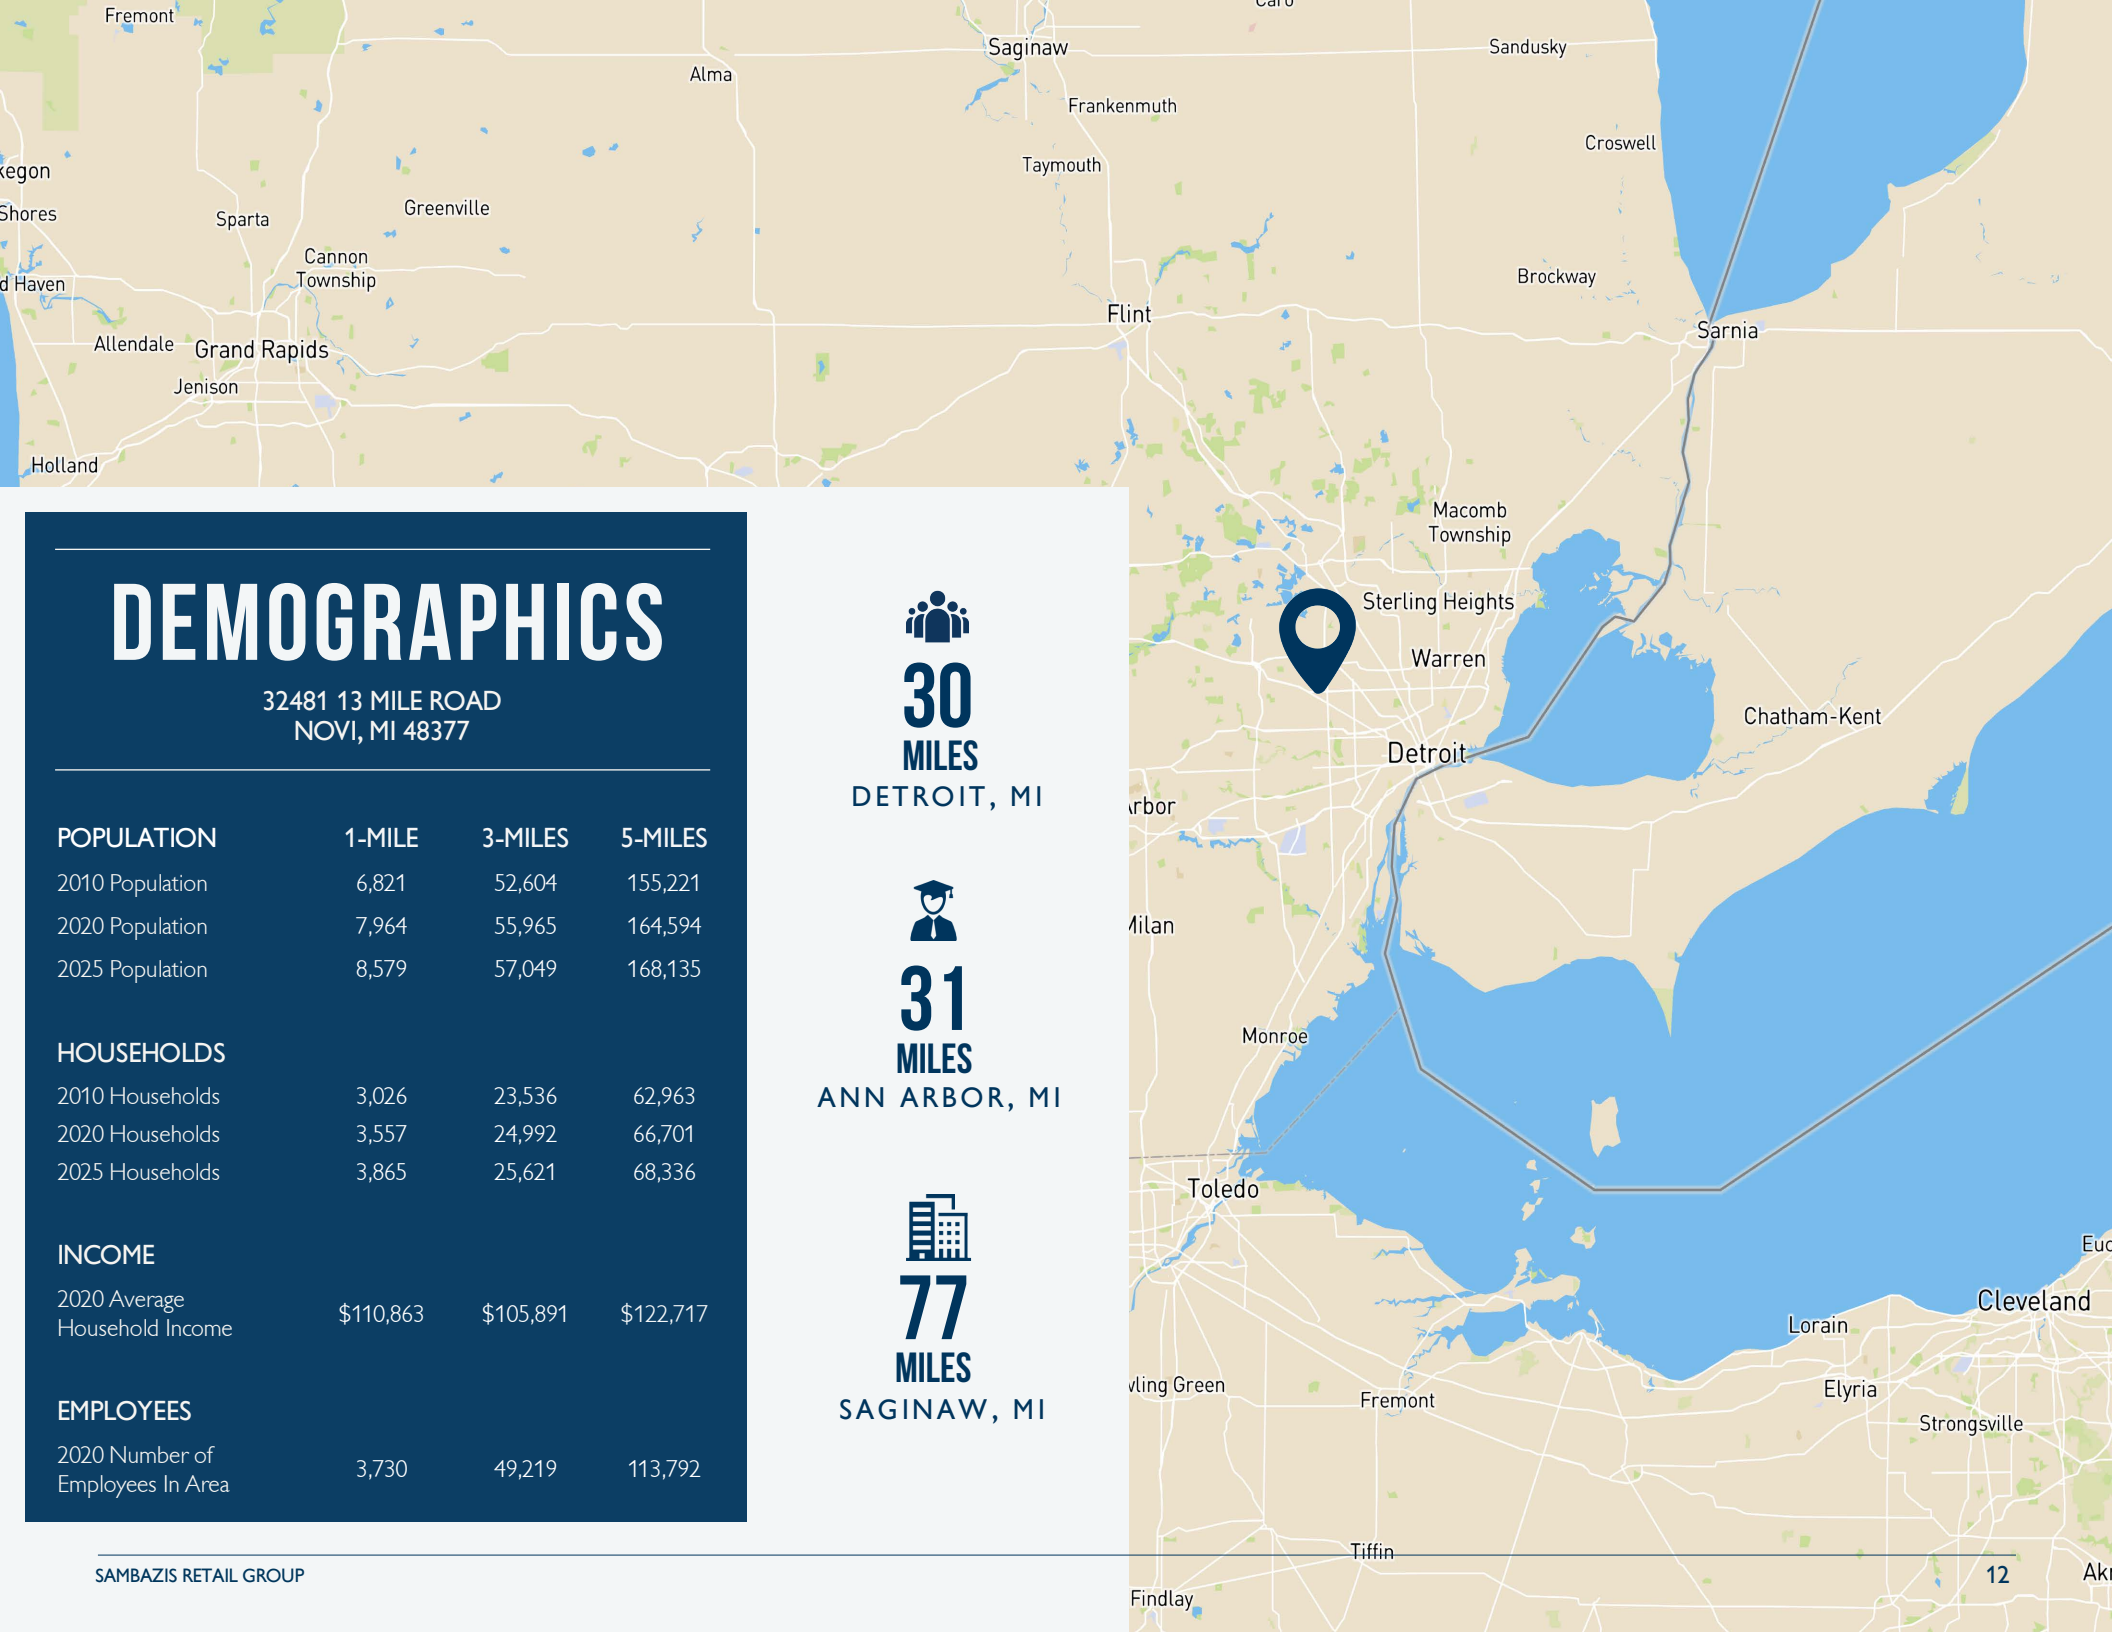 Fremont
Saginaw
Sandusky
Alma
Frankenmuth
Croswell
Taymouth
Shores
Sparta
Greenville
Cannon
Township
d Haven
Brockway
Flint
Sarnia
Allendale
Grand Rapids
Jenison
Holland
Macomb
Township
Sterling Heights
Warren
Chatham-Kent
Detroit
Milan
Monroe
Toledo
Cleveland
Lorain
Elyria
Fremont
Strongsville
Tiffin
Findlay
DEMOGRAPHICS
32481 13 MILE ROAD
NOVI, MI 48377
POPULATION 1-MILE 3-MILES 5-MILES
2010 Population 6,821 52,604 155,221
2020 Population 7,964 55,965 164,594
2025 Population 8,579 57,049 168,135
HOUSEHOLDS
2010 Households 3,026 23,536 62,963
2020 Households 3,557 24,992 66,701
2025 Households 3,865 25,621 68,336
INCOME
2020 Average
Household Income $110,863 $105,891 $122,717
EMPLOYEES
2020 Number of
Employees In Area 3,730 49,219 113,792
30
MILES
DETROIT, MI
31
MILES
ANN ARBOR, MI
77
MILES
SAGINAW, MI
SAMBAZIS RETAIL GROUP
12